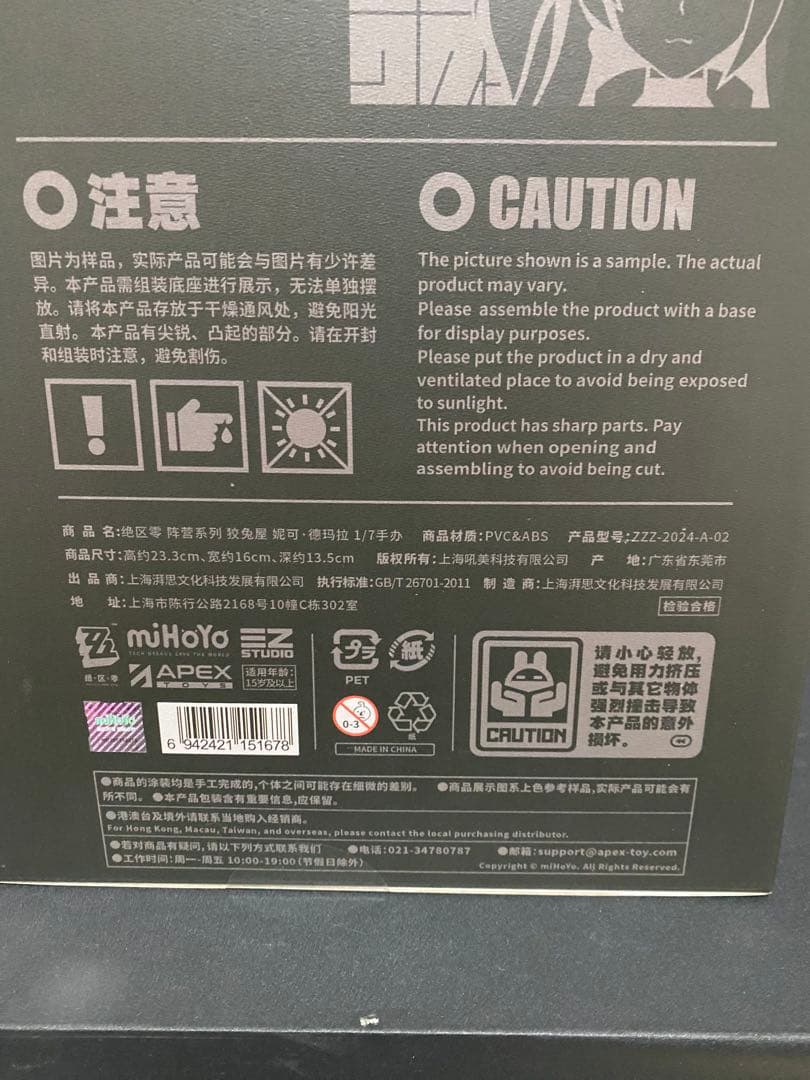 注意
图片为样品，实际产品可能会与图片有少许差
异。本产品需组装底座进行展示，无法单独摆
放。请将本产品存放于干燥通风处，避免阳光
直射。本产品有尖锐、凸起的部分。请在开封
和组装时注意，避免割伤。
CAUTION
The picture shown is a sample. The actual
product may vary.
Please assemble the product with a base
for display purposes.
Please put the product in a dry and
ventilated place to avoid being exposed
to sunlight.
This product has sharp parts. Pay
attention when opening and
assembling to avoid being cut.
商 品 名:绝区零 阵营系列 狡兔屋 妮可·德玛拉 1/7手办 商品材质:PVC&ABS 产品型号:ZZZ-2024-A-02
商品尺寸:高约23.3cm、宽约16cm、深约13.5cm 版权所有:上海吼美科技有限公司 产 地:广东省东莞市
出 品 商:上海湃思文化科技发展有限公司 执行标准:GB/T 26701-2011 制 造 商:上海湃思文化科技发展有限公司
地 址:上海市陈行公路2168号10幢C栋302室 检验合格
绝·区·零
miHoYo
TECH OTAKUS SAVE THE WORLD
EZ STUDIO
APEX TOYS
适用年龄:
15岁及以上
miHoYo
6 942421 151678
プラ
PET
紙
0-3
纸
MADE IN CHINA
CAUTION
请小心轻放,
避免用力挤压
或与其它物体
强烈撞击导致
本产品的意外
损坏。
●商品的涂装均是手工完成的,个体之间可能存在细微的差别。 ●商品展示图系上色参考样品,实际产品可能会有
所不同。 ●本产品包装含有重要信息,应保留。
●港澳台及境外请联系当地购入经销商。
For Hong Kong, Macau, Taiwan, and overseas, please contact the local purchasing distributor.
●若对商品有疑问,请以下列方式联系我们 ●电话:021-34780787 ●邮箱:support@apex-toy.com
●工作时间:周一-周五 10:00-19:00(节假日除外) Copyright © miHoYo. All Rights Reserved.